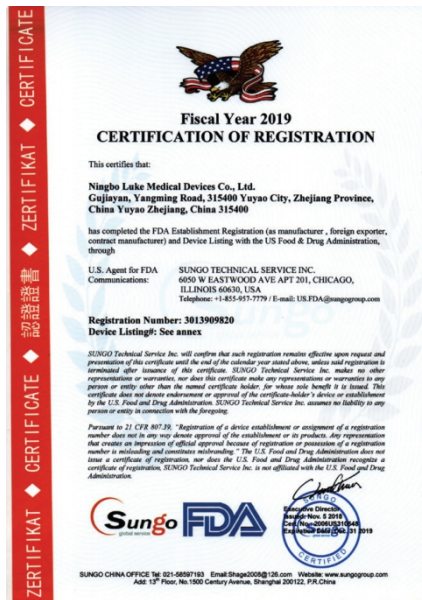 Fiscal Year 2019
CERTIFICATION OF REGISTRATION
This certifies that:
Ningbo Luke Medical Devices Co., Ltd.
Gujiayan, Yangming Road, 315400 Yuyao City, Zhejiang Province,
China Yuyao Zhejiang, China 315400
has completed the FDA Establishment Registration (as manufacturer , foreign exporter,
contract manufacturer) and Device Listing with the US Food & Drug Administration,
through
U.S. Agent for FDA
Communications:
SUNGO TECHNICAL SERVICE INC.
6050 W EASTWOOD AVE APT 201, CHICAGO,
ILLINOIS 60630, USA
Telephone: +1-855-957-7779 / E-mail: US.FDA@sungogroup.com
Registration Number: 3013909820
Device Listing#: See annex
SUNGO Technical Service Inc. will confirm that such registration remains effective upon request and
presentation of this certificate until the end of the calendar year stated above, unless said registration is
terminated after issuance of this certificate. SUNGO Technical Service Inc. makes no other
representations or warranties, nor does this certificate make any representations or warranties to any
person or entity other than the named certificate holder, for whose sole benefit it is issued. This
certificate does not denote endorsement or approval of the certificate-holder's device or establishment
by the U.S. Food and Drug Administration. SUNGO Technical Service Inc. assumes no liability to any
person or entity in connection with the foregoing.
Pursuant to 21 CFR 807.39, "Registration of a device establishment or assignment of a registration
number does not in any way denote approval of the establishment or its products. Any representation
that creates an impression of official approval because of registration or possession of a registration
number is misleading and constitutes misbranding." The U.S. Food and Drug Administration does not
issue a certificate of registration, nor does the U.S. Food and Drug Administration recognize a
certificate of registration, SUNGO Technical Service Inc. is not affiliated with the U.S. Food and Drug
Administration.
Sungo
global service
FDA
SUNGO
Executive Director
Issued: Nov. 5 2018
Expiration Date: Dec. 31 2019
CERTIFIED
SUNGO CHINA OFFICE Tel: 021-58597193 Email:Shage2008@126.com Website: www.sungogroup.com
Add: 13th Floor, No.1500 Century Avenue, Shanghai 200122, P.R.China
ZERTIFIKAT ◆ CERTIFICATE ◆ 認證證書 ◆ ZERTIFIKAT ◆ CERTIFICATE